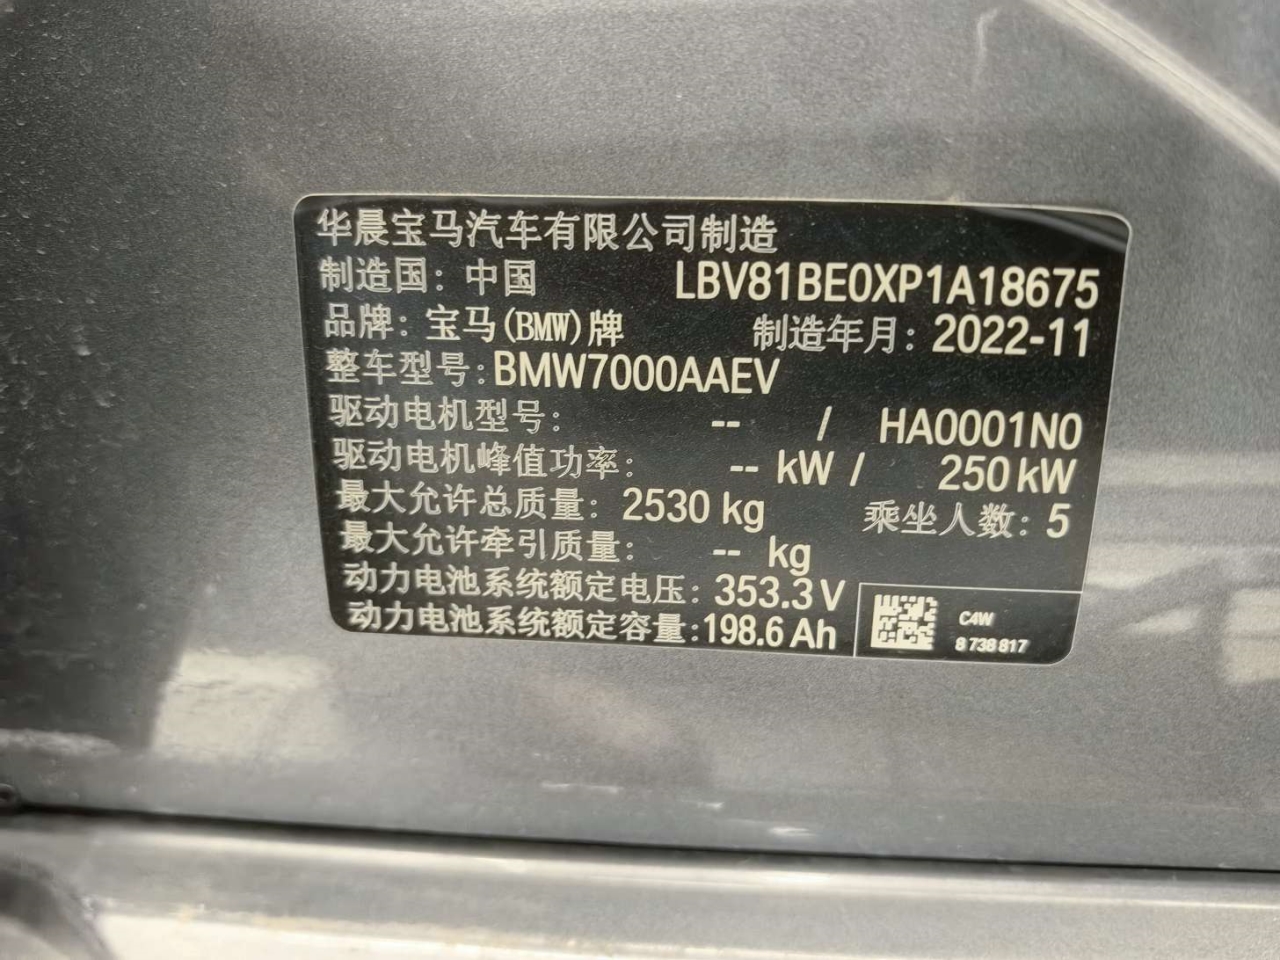 华晨宝马汽车有限公司制造
制造国：中国 LBV81BE0XP1A18675
品牌：宝马(BMW)牌 制造年月：2022-11
整车型号：BMW7000AAEV
驱动电机型号： -- / HA0001N0
驱动电机峰值功率： -- kW / 250 kW
最大允许总质量：2530 kg 乘坐人数：5
最大允许牵引质量： -- kg
动力电池系统额定电压：353.3 V
动力电池系统额定容量：198.6 Ah
C4W
8 738 817